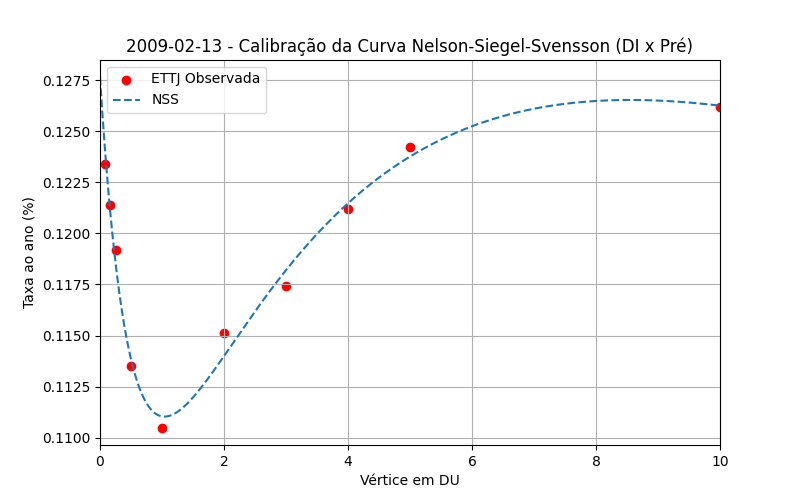 2009-02-13 - Calibração da Curva Nelson-Siegel-Svensson (DI x Pré)
ETTJ Observada
NSS
Taxa ao ano (%)
0.1275
0.1250
0.1225
0.1200
0.1175
0.1150
0.1125
0.1100
0 2 4 6 8 10
Vértice em DU